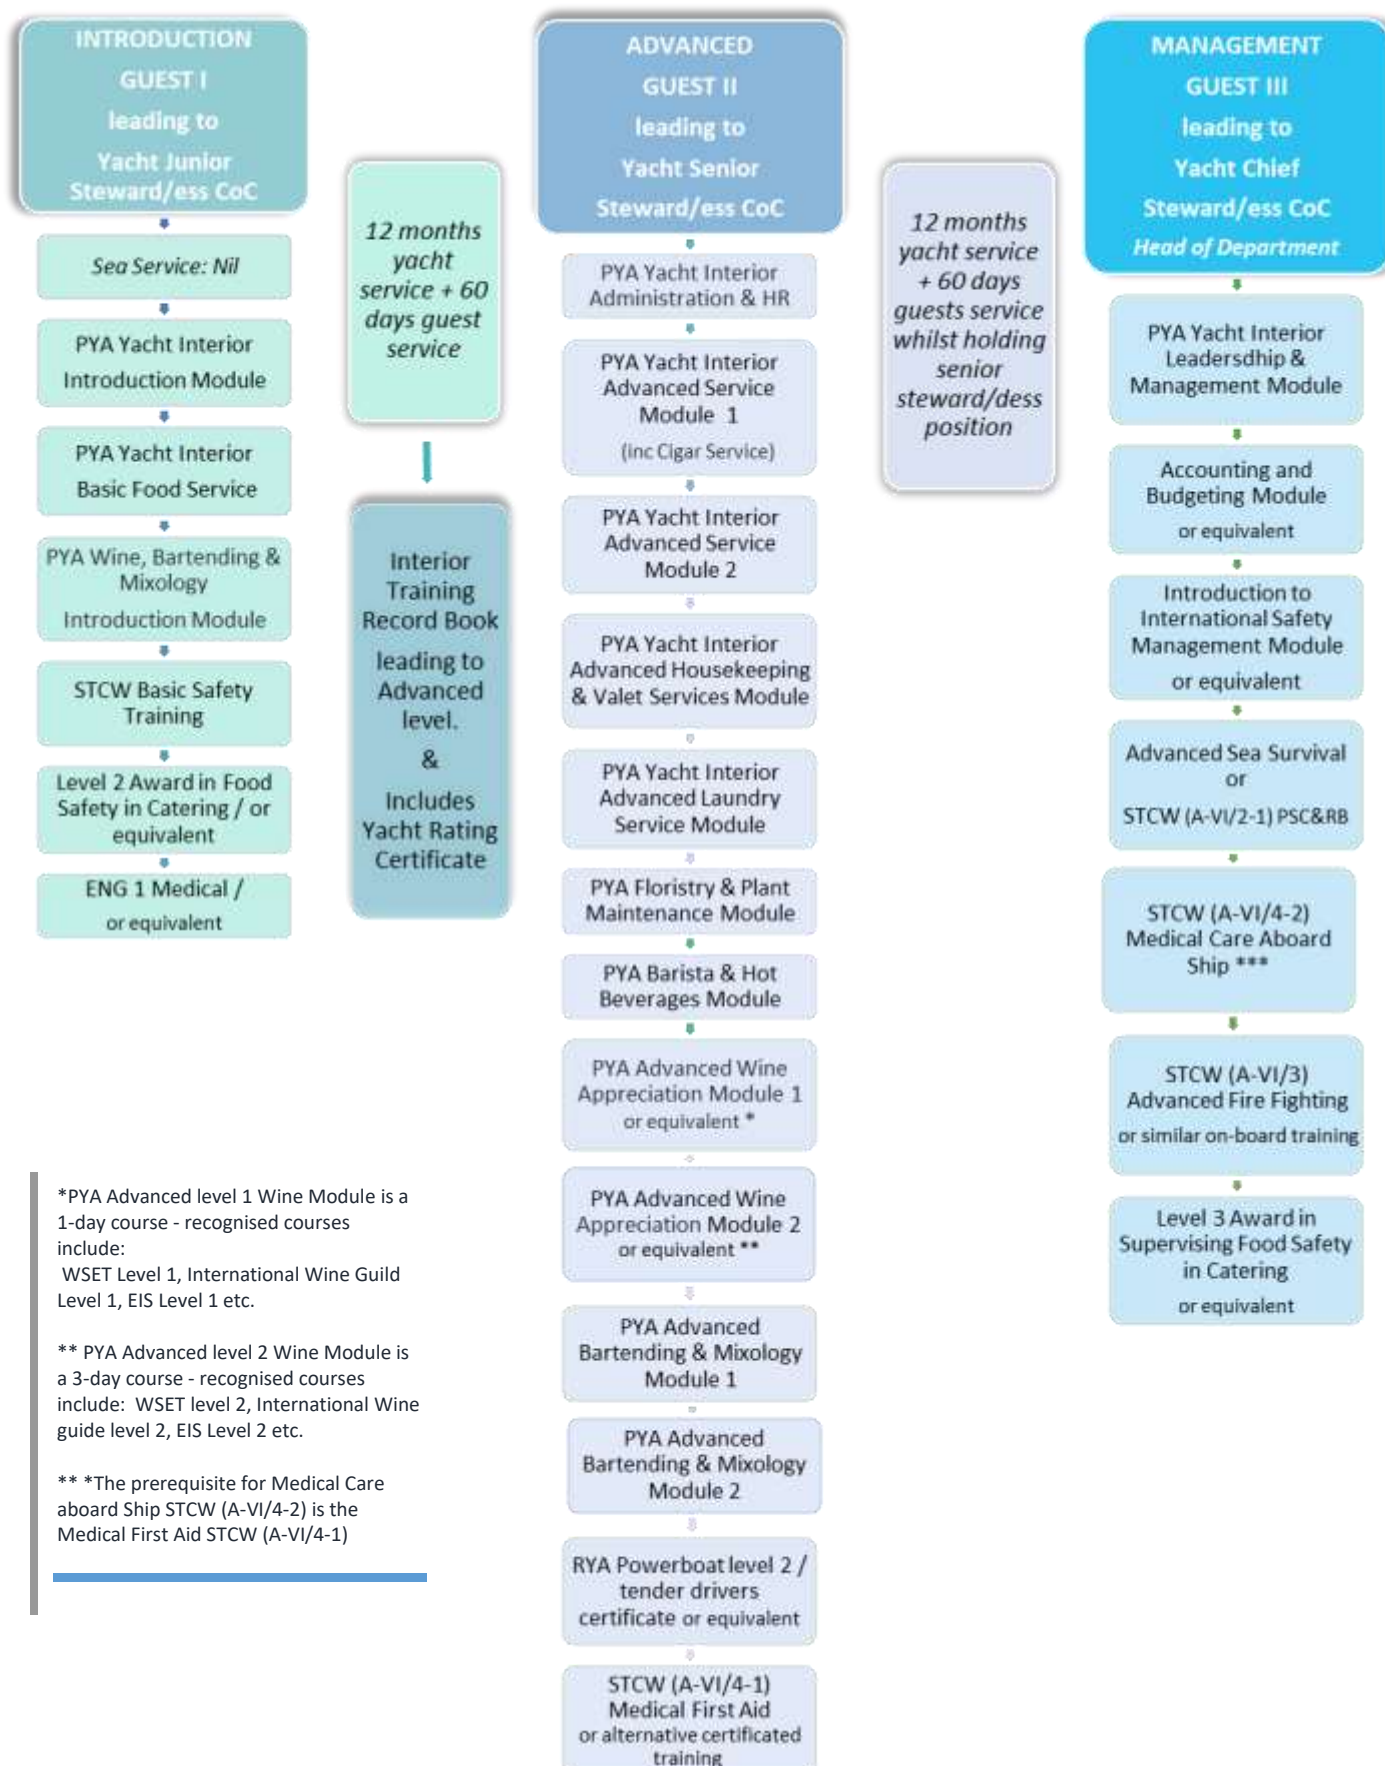 INTRODUCTION
GUEST I
leading to
Yacht Junior
Steward/ess CoC
Sea Service: Nil
PYA Yacht Interior
Introduction Module
PYA Yacht Interior
Basic Food Service
PYA Wine, Bartending &
Mixology
Introduction Module
STCW Basic Safety
Training
Level 2 Award in Food
Safety in Catering / or
equivalent
ENG 1 Medical /
or equivalent
12 months
yacht
service + 60
days guest
service
Interior
Training
Record Book
leading to
Advanced
level.
&
Includes
Yacht Rating
Certificate
ADVANCED
GUEST II
leading to
Yacht Senior
Steward/ess CoC
PYA Yacht Interior
Administration & HR
PYA Yacht Interior
Advanced Service
Module 1
(inc Cigar Service)
PYA Yacht Interior
Advanced Service
Module 2
PYA Yacht Interior
Advanced Housekeeping
& Valet Services Module
PYA Yacht Interior
Advanced Laundry
Service Module
PYA Floristry & Plant
Maintenance Module
PYA Barista & Hot
Beverages Module
PYA Advanced Wine
Appreciation Module 1
or equivalent *
PYA Advanced Wine
Appreciation Module 2
or equivalent **
PYA Advanced
Bartending & Mixology
Module 1
PYA Advanced
Bartending & Mixology
Module 2
RYA Powerboat level 2 /
tender drivers
certificate or equivalent
STCW (A-VI/4-1)
Medical First Aid
or alternative certificated
training
12 months
yacht service
+ 60 days
guests service
whilst holding
senior
steward/dess
position
MANAGEMENT
GUEST III
leading to
Yacht Chief
Steward/ess CoC
Head of Department
PYA Yacht Interior
Leadersdhip &
Management Module
Accounting and
Budgeting Module
or equivalent
Introduction to
International Safety
Management Module
or equivalent
Advanced Sea Survival
or
STCW (A-VI/2-1) PSC&RB
STCW (A-VI/4-2)
Medical Care Aboard
Ship ***
STCW (A-VI/3)
Advanced Fire Fighting
or similar on-board training
Level 3 Award in
Supervising Food Safety
in Catering
or equivalent
*PYA Advanced level 1 Wine Module is a
1-day course - recognised courses
include:
WSET Level 1, International Wine Guild
Level 1, EIS Level 1 etc.
** PYA Advanced level 2 Wine Module is
a 3-day course - recognised courses
include: WSET level 2, International Wine
guide level 2, EIS Level 2 etc.
** *The prerequisite for Medical Care
aboard Ship STCW (A-VI/4-2) is the
Medical First Aid STCW (A-VI/4-1)